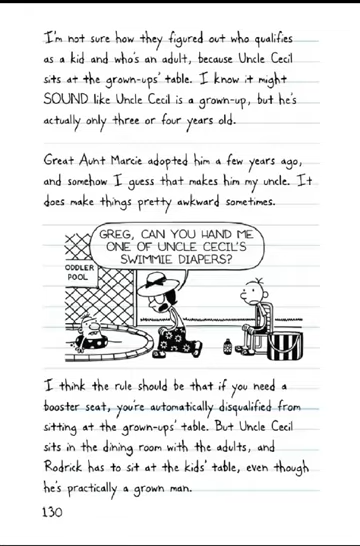 I'm not sure how they figured out who qualifies
as a kid and who's an adult, because Uncle Cecil
sits at the grown-ups' table. I know it might
SOUND like Uncle Cecil is a grown-up, but he's
actually only three or four years old.
Great Aunt Marcie adopted him a few years ago,
and somehow I guess that makes him my uncle. It
does make things pretty awkward sometimes.
GREG, CAN YOU HAND ME
ONE OF UNCLE CECIL'S
SWIMMIE DIAPERS?
ODDLER
POOL
I think the rule should be that if you need a
booster seat, you're automatically disqualified from
sitting at the grown-ups' table. But Uncle Cecil
sits in the dining room with the adults, and
Rodrick has to sit at the kids' table, even though
he's practically a grown man.
130